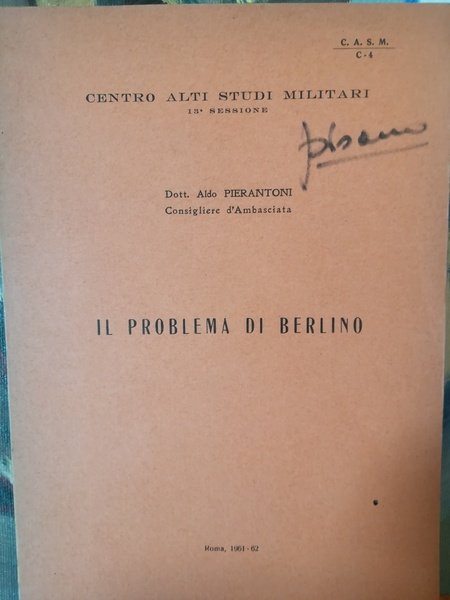 C. A. S. M.
C - 4
CENTRO ALTI STUDI MILITARI
13ª SESSIONE
Dott. Aldo PIERANTONI
Consigliere d'Ambasciata
IL PROBLEMA DI BERLINO
Roma, 1961 - 62